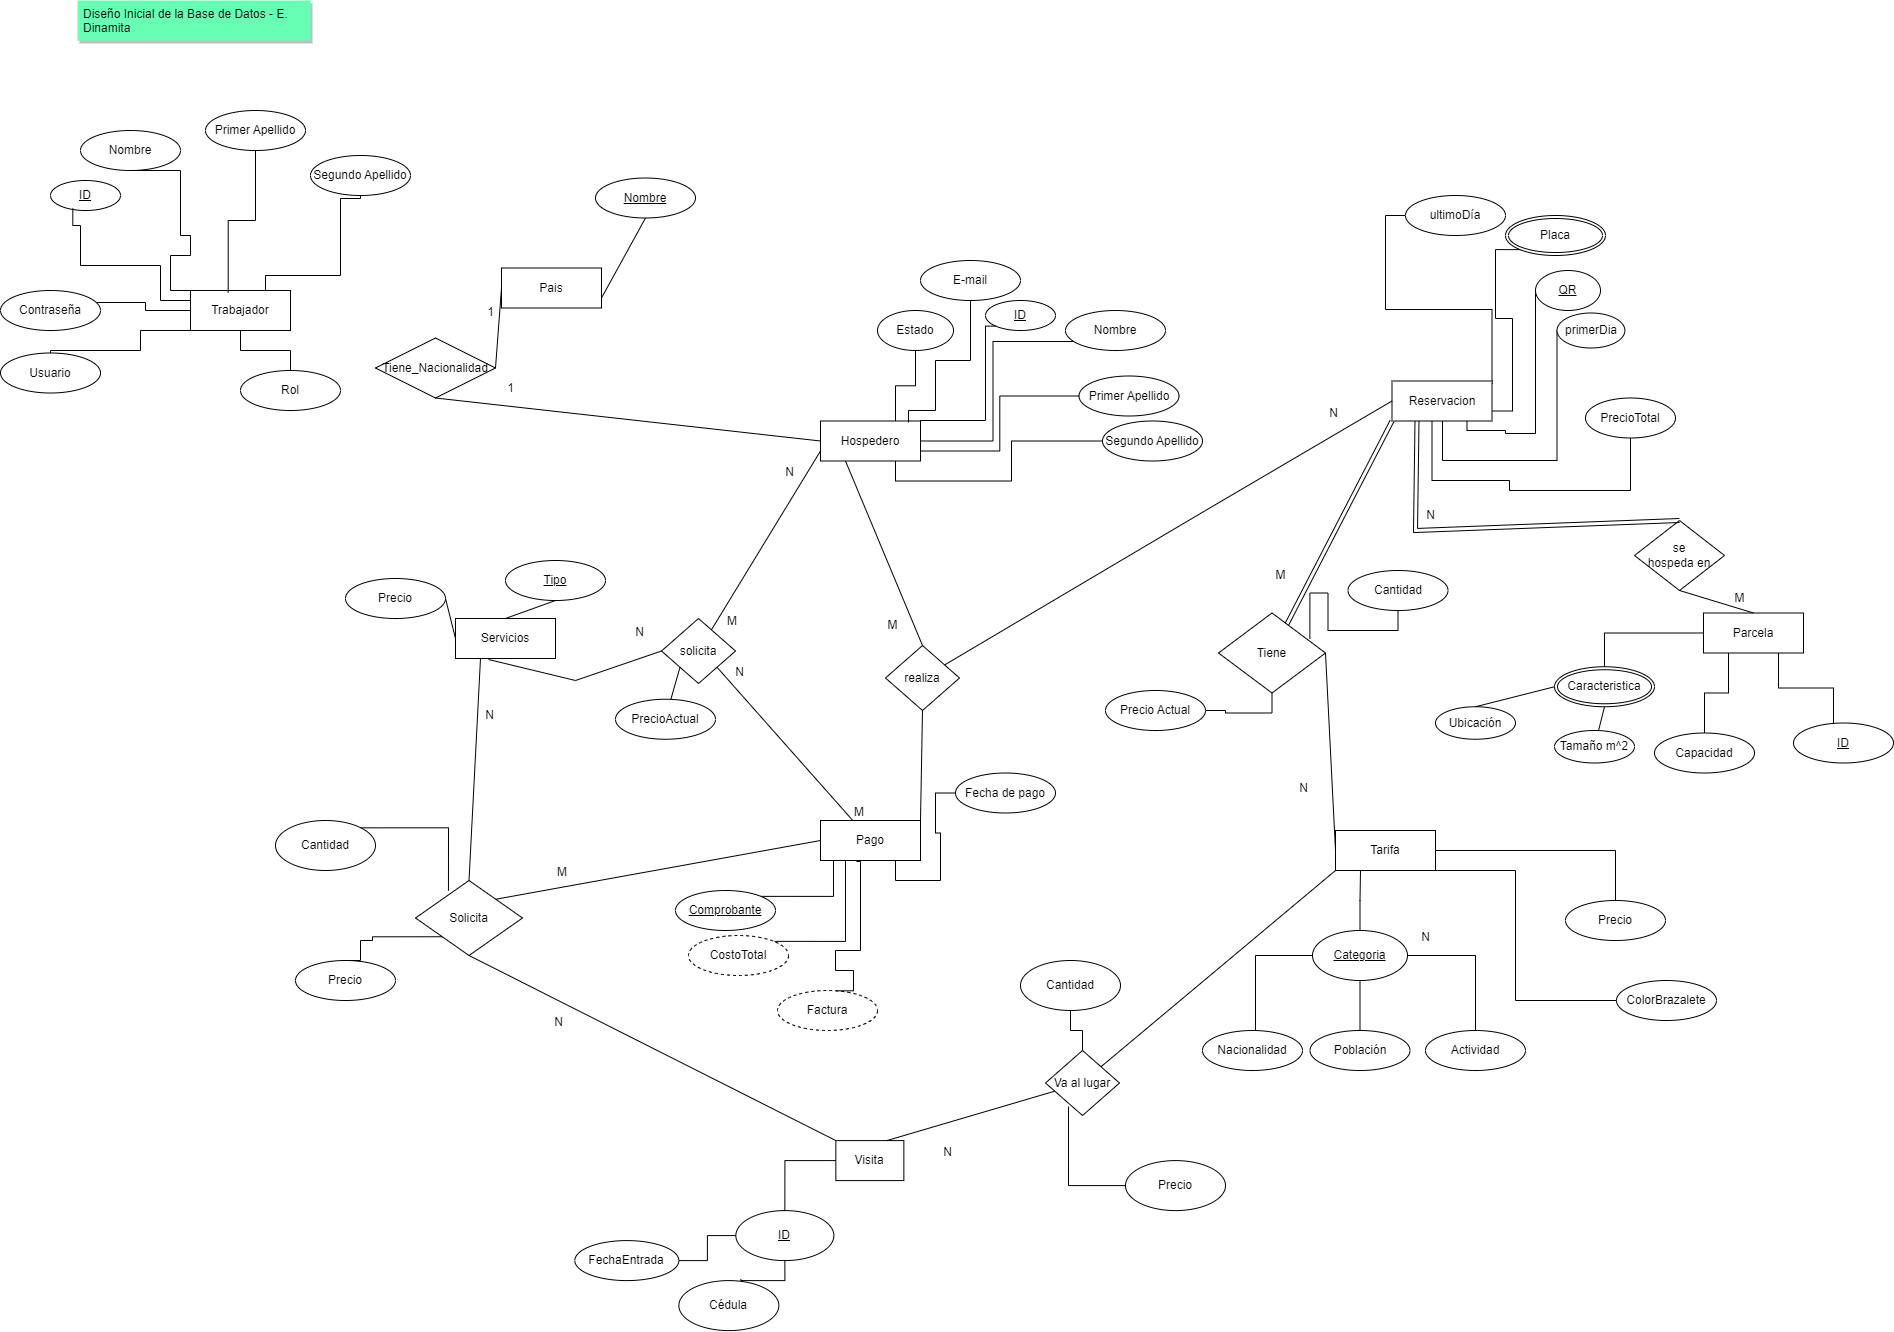 Diseño Inicial de la Base de Datos - E.
Dinamita
Primer Apellido
Nombre
Segundo Apellido
ID
Contraseña
Trabajador
Usuario
Rol
Nombre
Pais
1
Tiene_Nacionalidad
1
E-mail
ID
Estado
Nombre
Primer Apellido
Hospedero
Segundo Apellido
N
ultimoDía
Placa
QR
primerDia
Reservacion
PrecioTotal
N
N
se
hospeda en
M
Parcela
Caracteristica
Ubicación
Tamaño m^2
Capacidad
ID
M
Cantidad
Tiene
Precio Actual
N
Tipo
Precio
Servicios
N
M
solicita
N
PrecioActual
M
realiza
N
Fecha de pago
M
Pago
Comprobante
CostoTotal
Factura
Cantidad
M
Solicita
Precio
N
Tarifa
Precio
N
Categoria
ColorBrazalete
Nacionalidad
Población
Actividad
Cantidad
Va al lugar
N
Precio
Visita
ID
FechaEntrada
Cédula